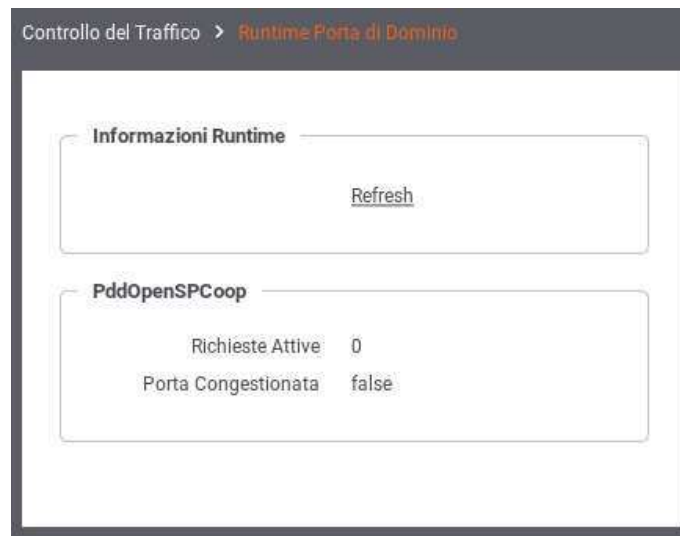 Controllo del Traffico > Runtime Porta di Dominio
Informazioni Runtime
Refresh
PddOpenSPCoop
Richieste Attive 0
Porta Congestionata false